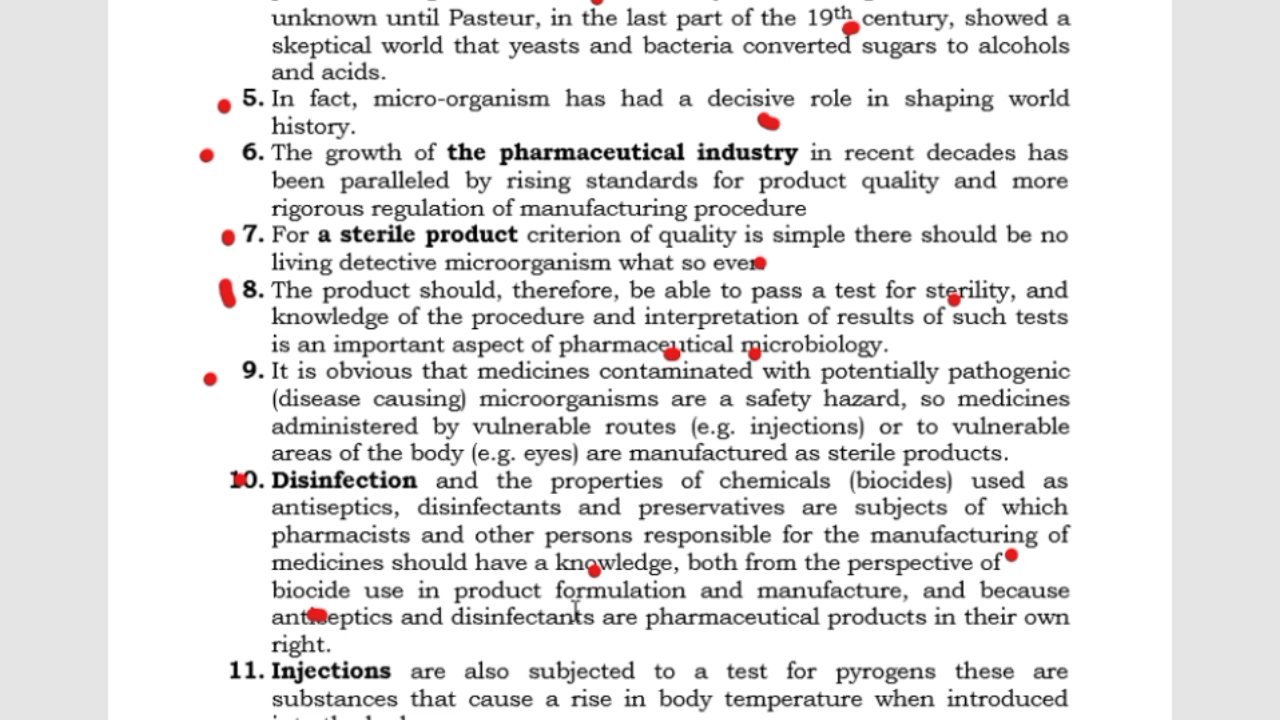 unknown until Pasteur, in the last part of the 19th century, showed a
skeptical world that yeasts and bacteria converted sugars to alcohols
and acids.
5. In fact, micro-organism has had a decisive role in shaping world
history.
6. The growth of the pharmaceutical industry in recent decades has
been paralleled by rising standards for product quality and more
rigorous regulation of manufacturing procedure
7. For a sterile product criterion of quality is simple there should be no
living detective microorganism what so ever
8. The product should, therefore, be able to pass a test for sterility, and
knowledge of the procedure and interpretation of results of such tests
is an important aspect of pharmaceutical microbiology.
9. It is obvious that medicines contaminated with potentially pathogenic
(disease causing) microorganisms are a safety hazard, so medicines
administered by vulnerable routes (e.g. injections) or to vulnerable
areas of the body (e.g. eyes) are manufactured as sterile products.
10. Disinfection and the properties of chemicals (biocides) used as
antiseptics, disinfectants and preservatives are subjects of which
pharmacists and other persons responsible for the manufacturing of
medicines should have a knowledge, both from the perspective of
biocide use in product formulation and manufacture, and because
antiseptics and disinfectants are pharmaceutical products in their own
right.
11. Injections are also subjected to a test for pyrogens these are
substances that cause a rise in body temperature when introduced